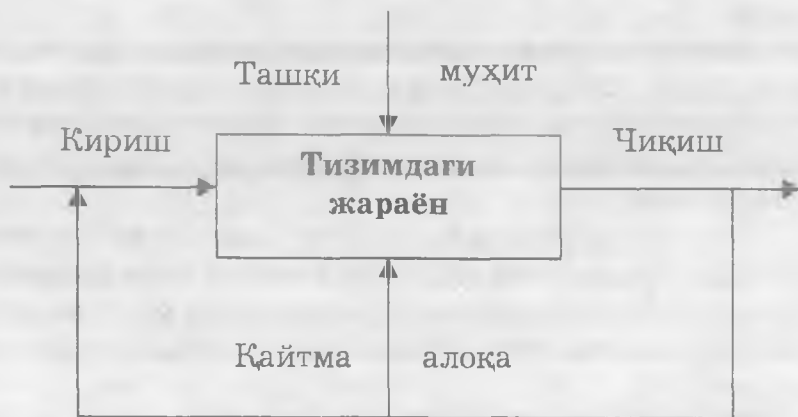 Ташқи муҳит
Кириш
Чиқиш
Тизимдаги
жараён
Қайтма алоқа